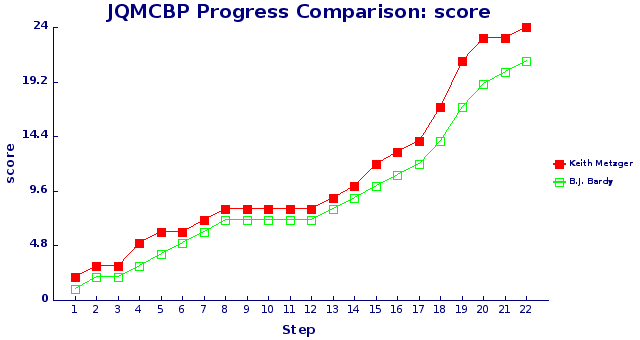 JQMCBP Progress Comparison: score
24
19.2
14.4
9.6
4.8
0
score
1 2 3 4 5 6 7 8 9 10 11 12 13 14 15 16 17 18 19 20 21 22
Step
Keith Metzger
B.J. Bardy